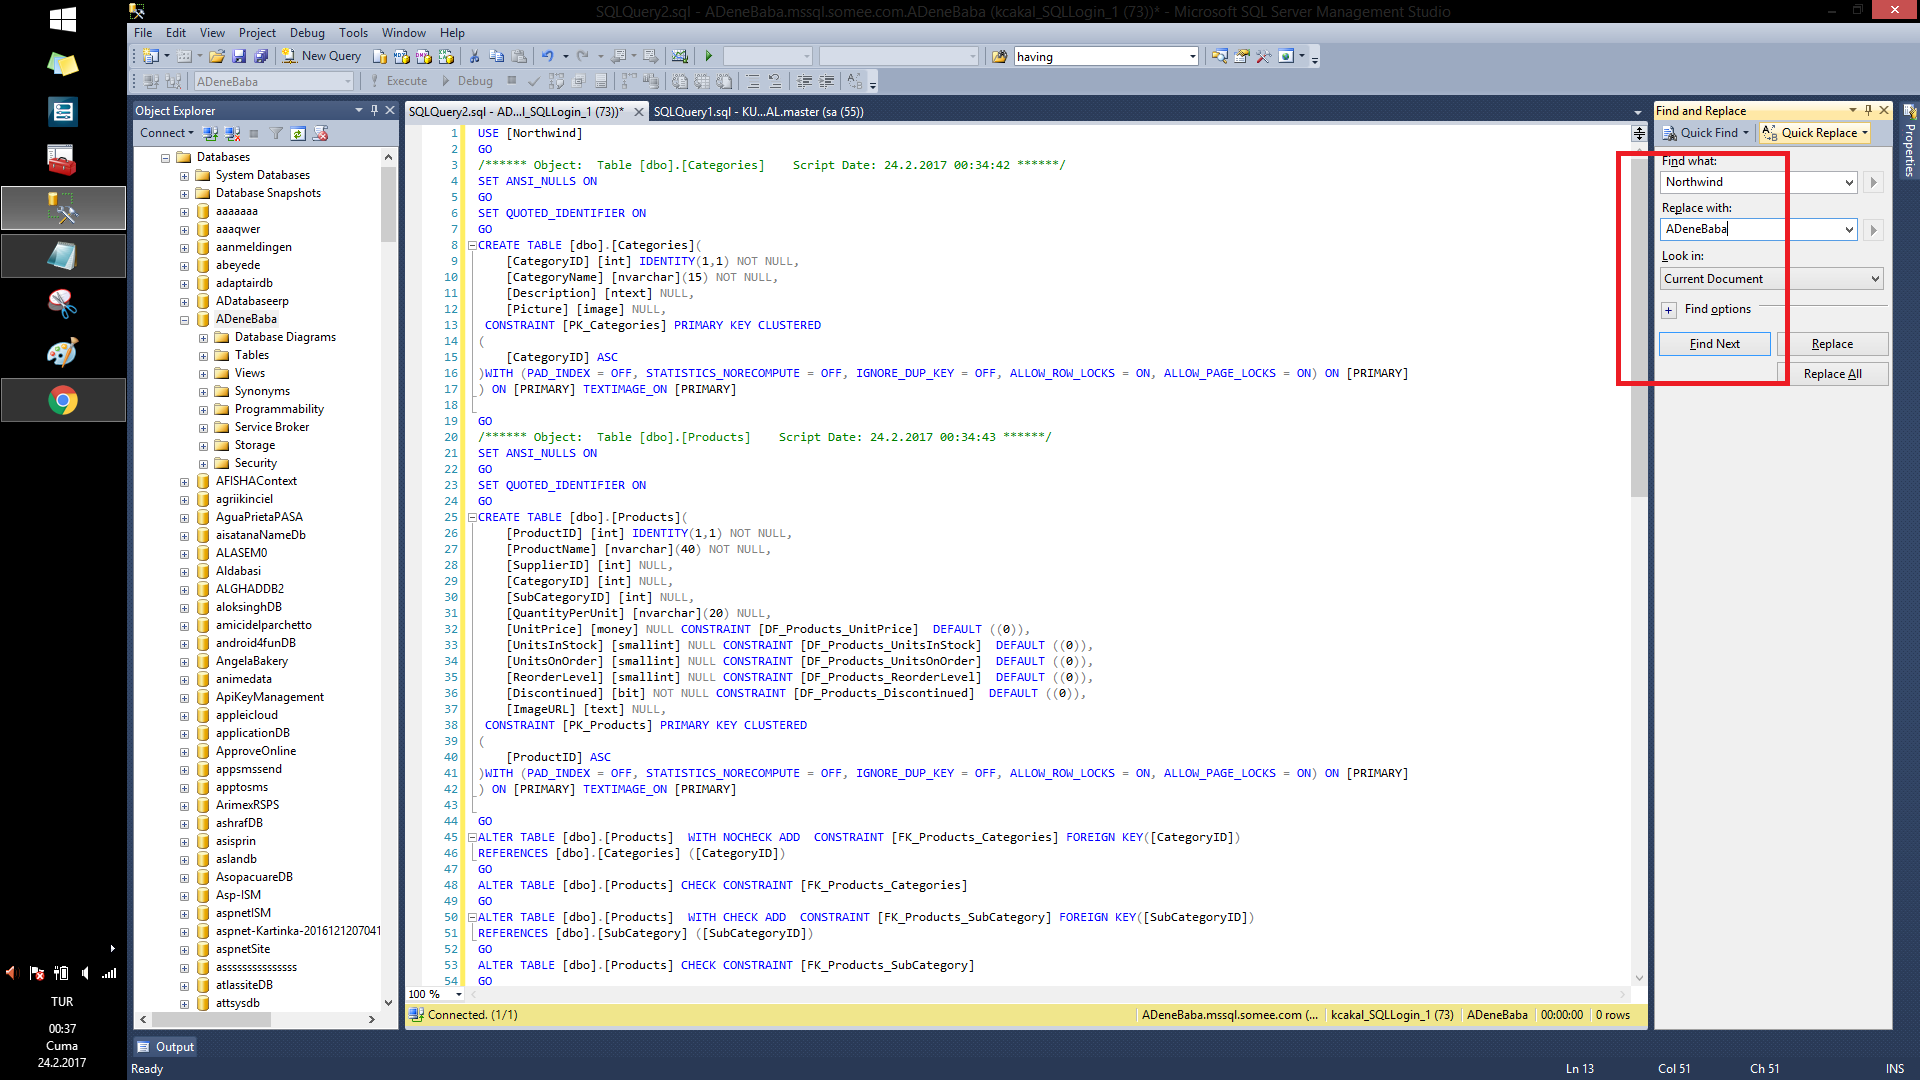 SQLQuery2.sql - ADeneBaba.mssql.somee.com.ADeneBaba (kcakal_SQLLogin_1 (73))* - Microsoft SQL Server Management Studio
File Edit View Project Debug Tools Window Help
New Query having
ADeneBaba Execute Debug
Object Explorer
Connect
Databases
System Databases
Database Snapshots
aaaaaaa
aaaqwer
aanmeldingen
abeyede
adaptairdb
ADatabaseerp
ADeneBaba
Database Diagrams
Tables
Views
Synonyms
Programmability
Service Broker
Storage
Security
AFISHAContext
agriikinciel
AguaPrietaPASA
aisatanaNameDb
ALASEM0
Aldabasi
ALGHADDB2
aloksinghDB
amicidelparchetto
android4funDB
AngelaBakery
animedata
ApiKeyManagement
appleicloud
applicationDB
ApproveOnline
appsmssend
apptosms
ArimexRSPS
ashrafDB
asisprin
aslandb
AsopacuareDB
Asp-ISM
aspnetISM
aspnet-Kartinka-2016121207041
aspnetSite
asssssssssssssss
atlassiteDB
attsysdb
SQLQuery2.sql - AD...l_SQLLogin_1 (73))* SQLQuery1.sql - KU...AL.master (sa (55))
1 USE [Northwind]
2 GO
3 /****** Object:  Table [dbo].[Categories]    Script Date: 24.2.2017 00:34:42 ******/
4 SET ANSI_NULLS ON
5 GO
6 SET QUOTED_IDENTIFIER ON
7 GO
8 CREATE TABLE [dbo].[Categories](
9 [CategoryID] [int] IDENTITY(1,1) NOT NULL,
10 [CategoryName] [nvarchar](15) NOT NULL,
11 [Description] [ntext] NULL,
12 [Picture] [image] NULL,
13 CONSTRAINT [PK_Categories] PRIMARY KEY CLUSTERED
14 (
15 [CategoryID] ASC
16 )WITH (PAD_INDEX = OFF, STATISTICS_NORECOMPUTE = OFF, IGNORE_DUP_KEY = OFF, ALLOW_ROW_LOCKS = ON, ALLOW_PAGE_LOCKS = ON) ON [PRIMARY]
17 ) ON [PRIMARY] TEXTIMAGE_ON [PRIMARY]
18
19 GO
20 /****** Object:  Table [dbo].[Products]    Script Date: 24.2.2017 00:34:43 ******/
21 SET ANSI_NULLS ON
22 GO
23 SET QUOTED_IDENTIFIER ON
24 GO
25 CREATE TABLE [dbo].[Products](
26 [ProductID] [int] IDENTITY(1,1) NOT NULL,
27 [ProductName] [nvarchar](40) NOT NULL,
28 [SupplierID] [int] NULL,
29 [CategoryID] [int] NULL,
30 [SubCategoryID] [int] NULL,
31 [QuantityPerUnit] [nvarchar](20) NULL,
32 [UnitPrice] [money] NULL CONSTRAINT [DF_Products_UnitPrice]  DEFAULT ((0)),
33 [UnitsInStock] [smallint] NULL CONSTRAINT [DF_Products_UnitsInStock]  DEFAULT ((0)),
34 [UnitsOnOrder] [smallint] NULL CONSTRAINT [DF_Products_UnitsOnOrder]  DEFAULT ((0)),
35 [ReorderLevel] [smallint] NULL CONSTRAINT [DF_Products_ReorderLevel]  DEFAULT ((0)),
36 [Discontinued] [bit] NOT NULL CONSTRAINT [DF_Products_Discontinued]  DEFAULT ((0)),
37 [ImageURL] [text] NULL,
38 CONSTRAINT [PK_Products] PRIMARY KEY CLUSTERED
39 (
40 [ProductID] ASC
41 )WITH (PAD_INDEX = OFF, STATISTICS_NORECOMPUTE = OFF, IGNORE_DUP_KEY = OFF, ALLOW_ROW_LOCKS = ON, ALLOW_PAGE_LOCKS = ON) ON [PRIMARY]
42 ) ON [PRIMARY] TEXTIMAGE_ON [PRIMARY]
43
44 GO
45 ALTER TABLE [dbo].[Products]  WITH NOCHECK ADD  CONSTRAINT [FK_Products_Categories] FOREIGN KEY([CategoryID])
46 REFERENCES [dbo].[Categories] ([CategoryID])
47 GO
48 ALTER TABLE [dbo].[Products] CHECK CONSTRAINT [FK_Products_Categories]
49 GO
50 ALTER TABLE [dbo].[Products]  WITH CHECK ADD  CONSTRAINT [FK_Products_SubCategory] FOREIGN KEY([SubCategoryID])
51 REFERENCES [dbo].[SubCategory] ([SubCategoryID])
52 GO
53 ALTER TABLE [dbo].[Products] CHECK CONSTRAINT [FK_Products_SubCategory]
54 GO
100 %
Connected. (1/1) ADeneBaba.mssql.somee.com (... kcakal_SQLLogin_1 (73) ADeneBaba 00:00:00 0 rows
Find and Replace
Quick Find Quick Replace
Find what:
Northwind
Replace with:
ADeneBaba
Look in:
Current Document
+ Find options
Find Next Replace
Replace All
Properties
Output
Ready Ln 13 Col 51 Ch 51 INS
TUR
00:37
Cuma
24.2.2017